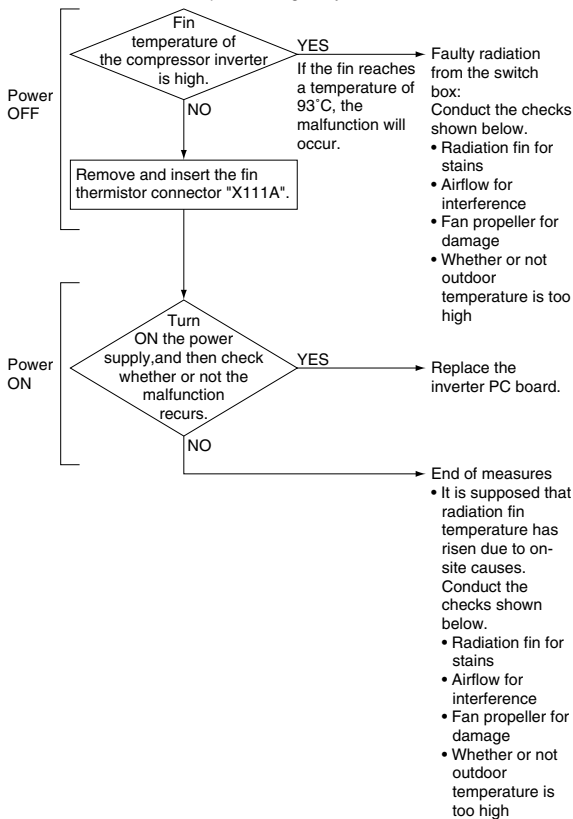 Fin
temperature of
the compressor inverter
is high.
YES
If the fin reaches
a temperature of
93˚C, the
malfunction will
occur.
Faulty radiation
from the switch
box:
Conduct the checks
shown below.
• Radiation fin for
stains
• Airflow for
interference
• Fan propeller for
damage
• Whether or not
outdoor
temperature is too
high
Power
OFF
NO
Remove and insert the fin
thermistor connector "X111A".
Power
ON
Turn
ON the power
supply,and then check
whether or not the
malfunction
recurs.
YES
Replace the
inverter PC board.
NO
End of measures
• It is supposed that
radiation fin
temperature has
risen due to on-
site causes.
Conduct the
checks shown
below.
• Radiation fin for
stains
• Airflow for
interference
• Fan propeller for
damage
• Whether or not
outdoor
temperature is
too high